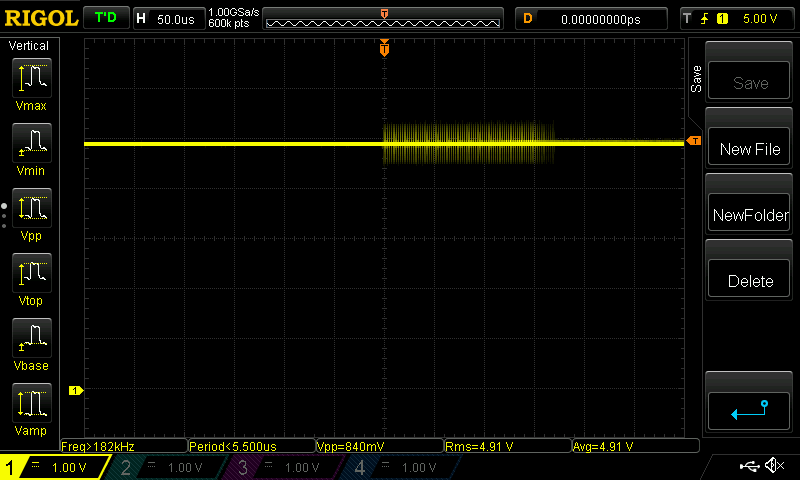 RIGOL T'D H 50.0us 1.00GSa/s 600k pts T D 0.00000000ps T 1 5.00 V
Vertical
T
Save
Save
Vmax
T
New File
Vmin
NewFolder
Vpp
Delete
Vtop
Vbase
1
Vamp
Freq>182kHz Period<5.500us Vpp=840mV Rms=4.91 V Avg=4.91 V
1 1.00 V 2 1.00 V 3 1.00 V 4 1.00 V